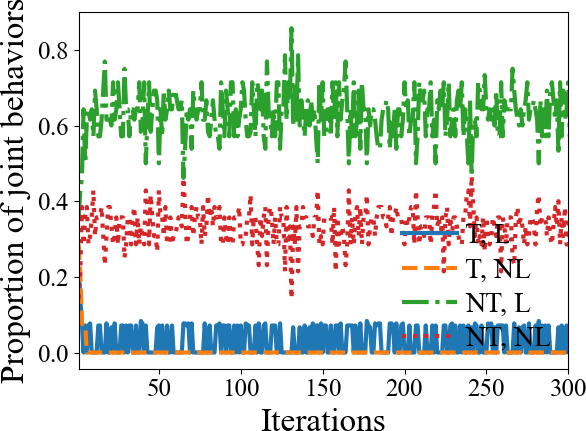 Proportion of joint behaviors
0.8
0.6
0.4
0.2
0.0
T, L
T, NL
NT, L
NT, NL
50
100
150
200
250
300
Iterations